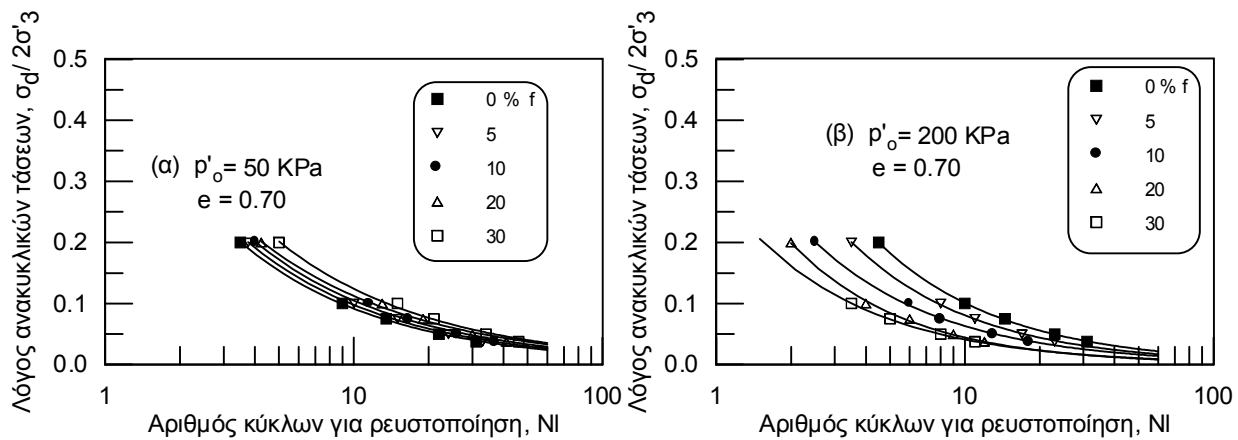 Λόγος ανακυκλικών τάσεων, σd/ 2σ'3
0.5
0.4
0.3
0.2
0.1
0.0
0 % f
5
10
20
30
(α) p'o= 50 KPa
e = 0.70
1
10
100
Αριθμός κύκλων για ρευστοποίηση, Nl
Λόγος ανακυκλικών τάσεων, σd/ 2σ'3
0.5
0.4
0.3
0.2
0.1
0.0
0 % f
5
10
20
30
(β) p'o= 200 KPa
e = 0.70
1
10
100
Αριθμός κύκλων για ρευστοποίηση, Nl